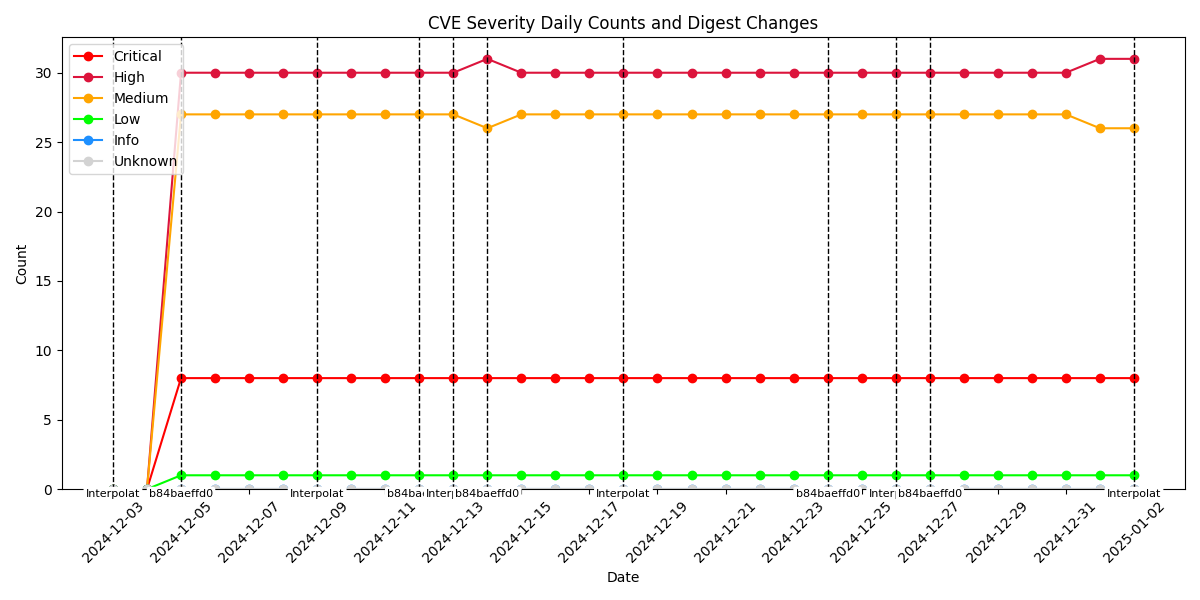 CVE Severity Daily Counts and Digest Changes
Critical
High
Medium
Low
Info
Unknown
Count
30
25
20
15
10
5
0
Interpolat
b84baeffd0
Interpolat
b84ba
Inter
b84baeffd0
Interpolat
b84baeffd0
Inter
b84baeffd0
Interpolat
2024-12-03
2024-12-05
2024-12-07
2024-12-09
2024-12-11
2024-12-13
2024-12-15
2024-12-17
2024-12-19
2024-12-21
2024-12-23
2024-12-25
2024-12-27
2024-12-29
2024-12-31
2025-01-02
Date